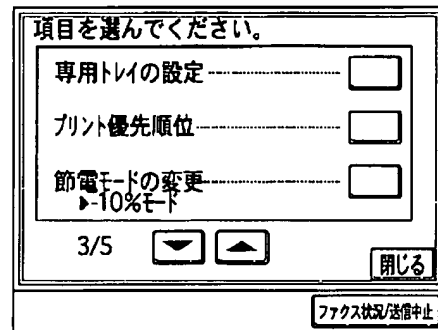 項目を選んでください。
専用トレイの設定
プリント優先順位
節電モードの変更
▶-10%モード
3/5
閉じる
ファクス状況/送信中止